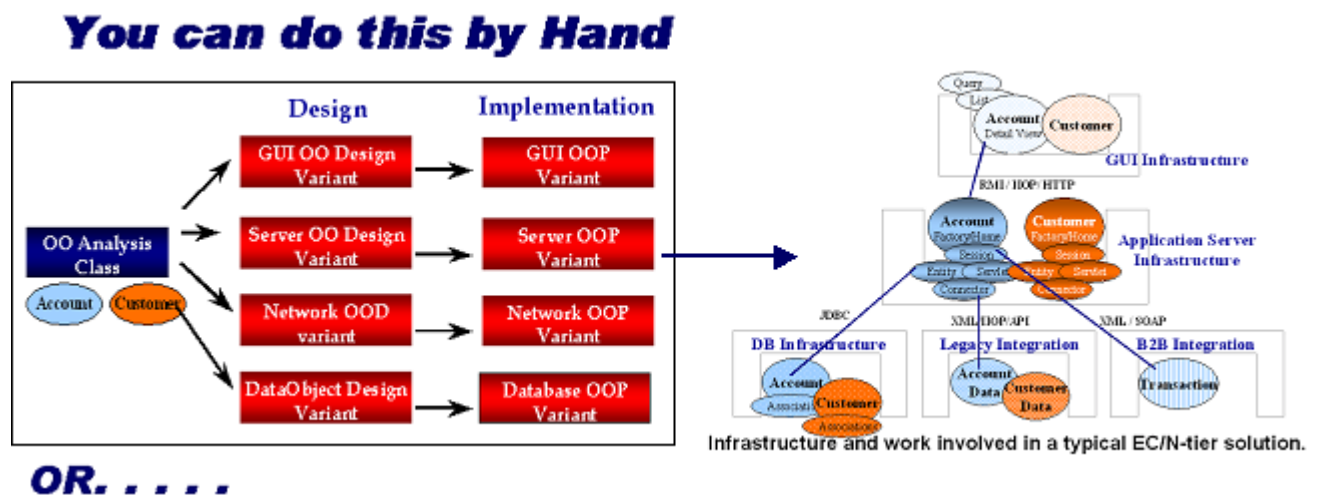 You can do this by Hand
Design
Implementation
GUI OO Design
Variant
GUI OOP
Variant
Server OO Design
Variant
Server OOP
Variant
OO Analysis
Class
Account
Customer
Network OOD
variant
Network OOP
Variant
DataObject Design
Variant
Database OOP
Variant
Query
List
Account
Detail View
Customer
GUI Infrastructure
RMI/ IIOP/ HTTP
Account
Factory/Home
Session
Entity
Servlet
Connector
Customer
Factory/Home
Session
Entity
Servlet
Connector
Application Server
Infrastructure
JDBC
XML/IIOP/API
XML / SOAP
DB Infrastructure
Legacy Integration
B2B Integration
Account
Customer
Associations
Account
Data
Customer
Data
Transaction
Infrastructure and work involved in a typical EC/N-tier solution.
OR. . . . .